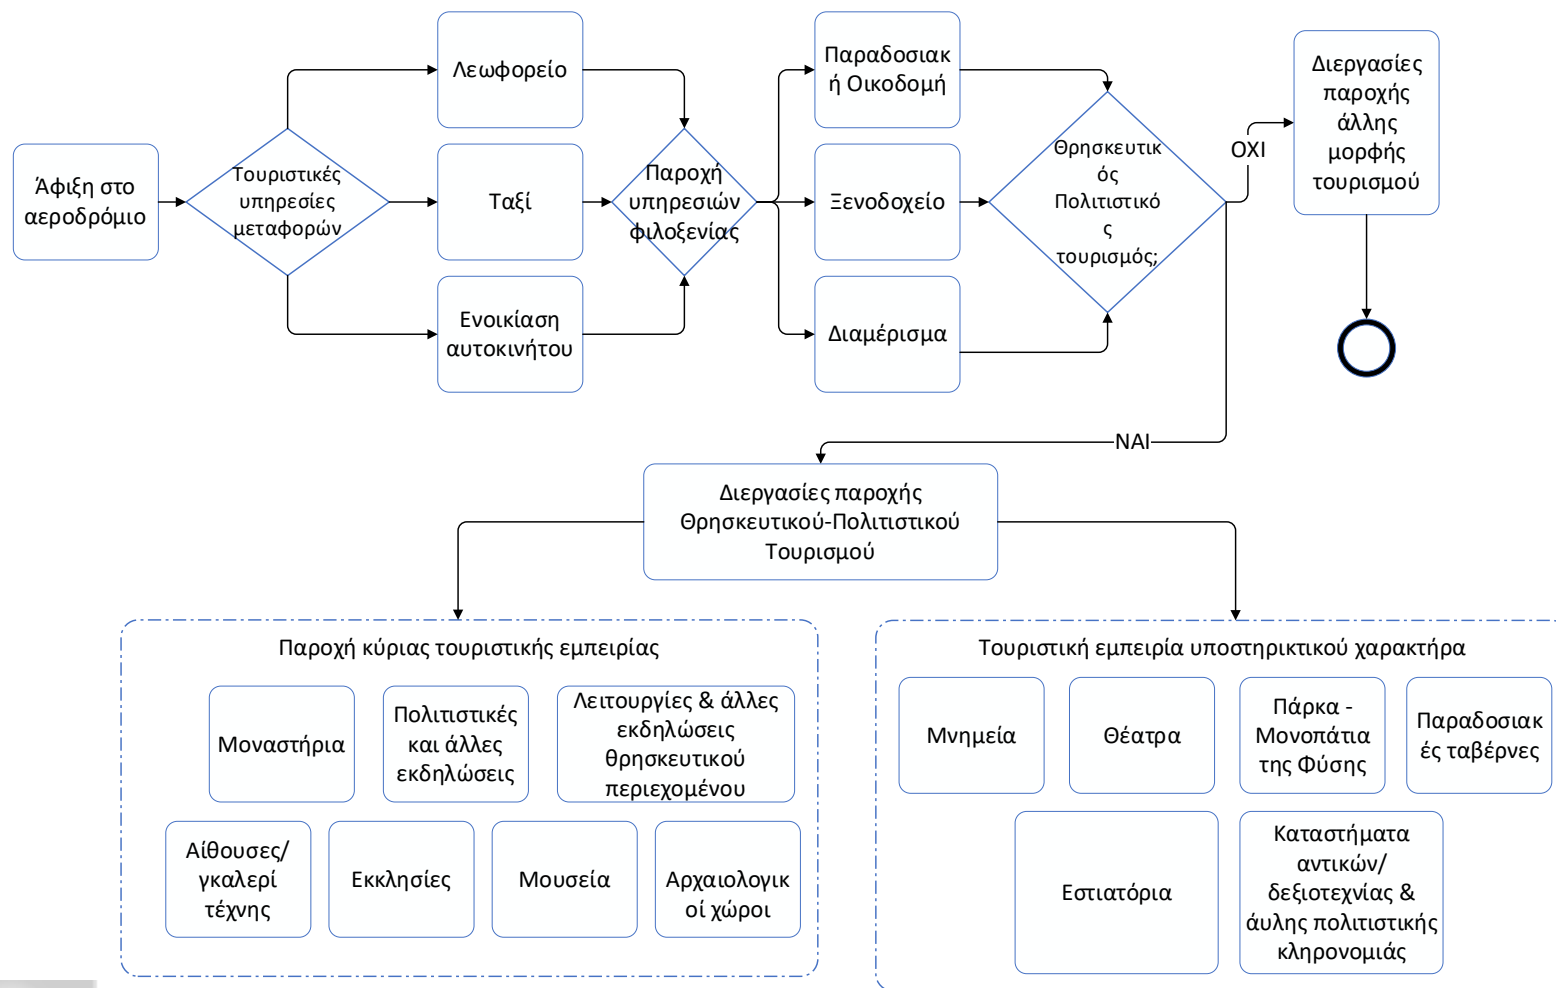 Άφιξη στο
αεροδρόμιο
Τουριστικές
υπηρεσίες
μεταφορών
Λεωφορείο
Ταξί
Ενοικίαση
αυτοκινήτου
Παροχή
υπηρεσιών
φιλοξενίας
Παραδοσιακ
ή Οικοδομή
Ξενοδοχείο
Διαμέρισμα
Θρησκευτικ
ός
Πολιτιστικό
ς
τουρισμός;
ΟΧΙ
Διεργασίες
παροχής
άλλης
μορφής
τουρισμού
ΝΑΙ
Διεργασίες παροχής
Θρησκευτικού-Πολιτιστικού
Τουρισμού
Παροχή κύριας τουριστικής εμπειρίας
Μοναστήρια
Πολιτιστικές
και άλλες
εκδηλώσεις
Λειτουργίες & άλλες
εκδηλώσεις
θρησκευτικού
περιεχομένου
Αίθουσες/
γκαλερί
τέχνης
Εκκλησίες
Μουσεία
Αρχαιολογικ
οί χώροι
Τουριστική εμπειρία υποστηρικτικού χαρακτήρα
Μνημεία
Θέατρα
Πάρκα -
Μονοπάτια
της Φύσης
Παραδοσιακ
ές ταβέρνες
Εστιατόρια
Καταστήματα
αντικών/
δεξιοτεχνίας &
άυλης πολιτιστικής
κληρονομιάς